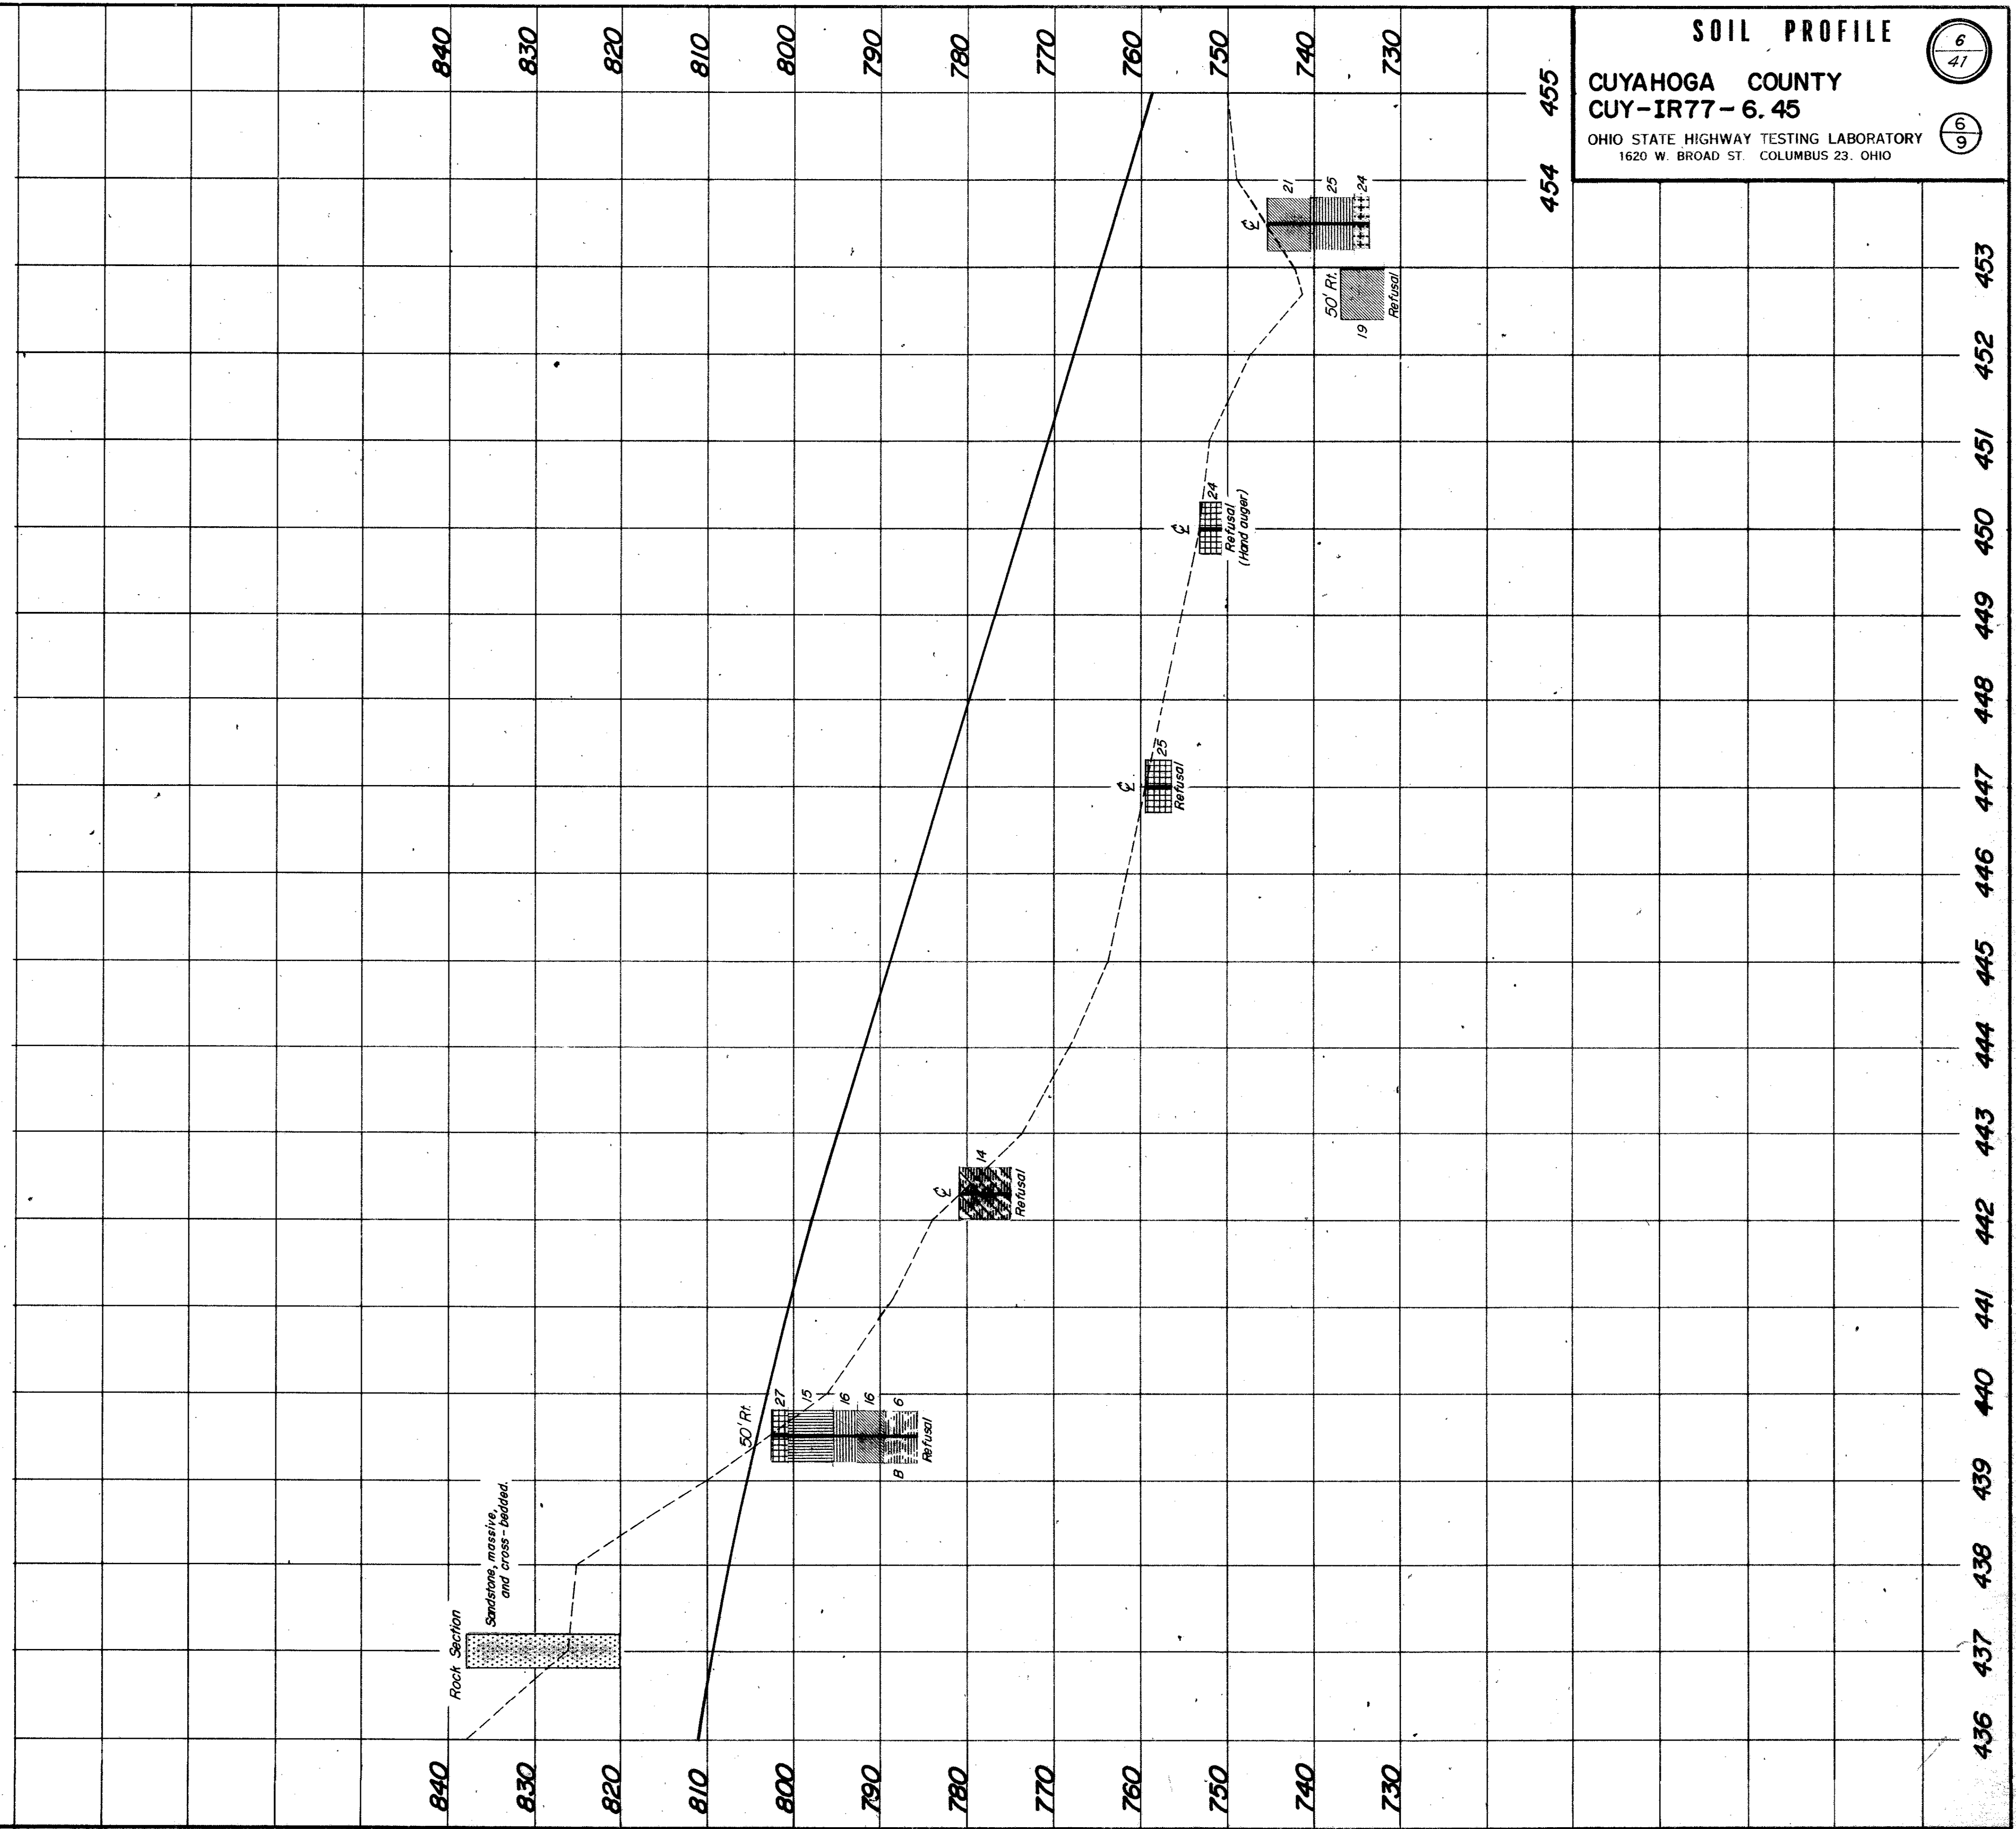 SOIL PROFILE
6
41
CUYAHOGA COUNTY
CUY-IR77-6.45
OHIO STATE HIGHWAY TESTING LABORATORY
1620 W. BROAD ST. COLUMBUS 23. OHIO
6
9
840 830 820 810 800 790 780 770 760 750 740 730
455
454
453
452
451
450
449
448
447
446
445
444
443
442
441
440
439
438
437
436
℄
21
25
24
50' Rt.
19
Refusal
℄
24
Refusal
(Hand auger)
℄
25
Refusal
℄
14
Refusal
50' Rt.
27
15
16
16
6
B
Refusal
Rock Section
Sandstone, massive,
and cross-bedded.
840 830 820 810 800 790 780 770 760 750 740 730